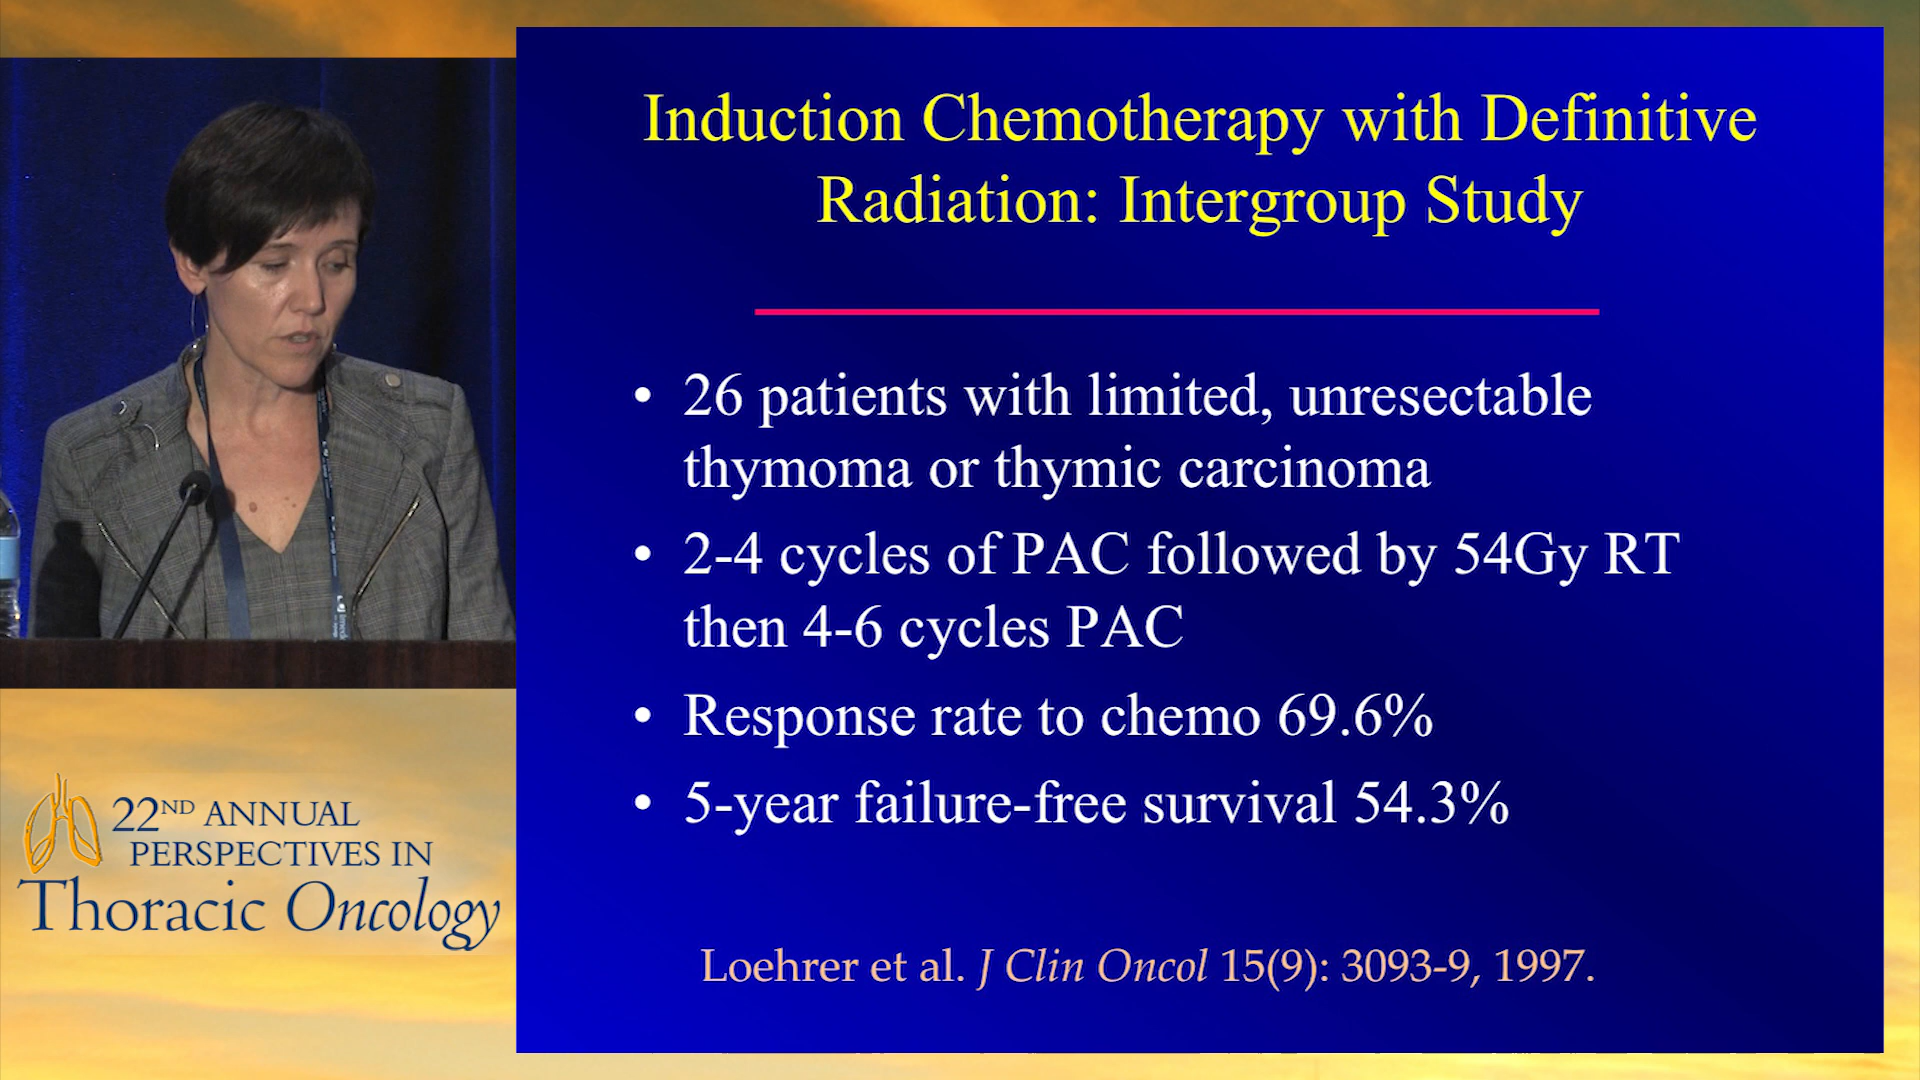 Induction Chemotherapy with Definitive
Radiation: Intergroup Study
• 26 patients with limited, unresectable
thymoma or thymic carcinoma
• 2-4 cycles of PAC followed by 54Gy RT
then 4-6 cycles PAC
• Response rate to chemo 69.6%
• 5-year failure-free survival 54.3%
Loehrer et al. J Clin Oncol 15(9): 3093-9, 1997.
22ND ANNUAL
PERSPECTIVES IN
Thoracic Oncology